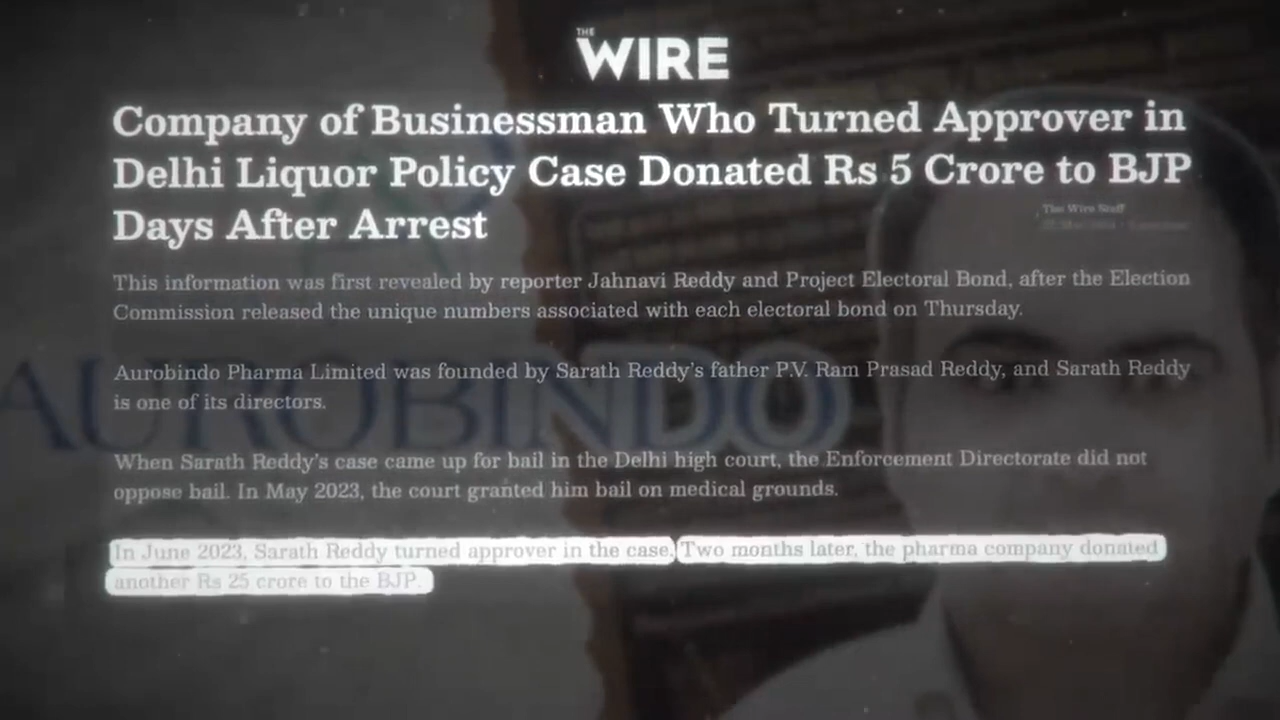 THE
WIRE
Company of Businessman Who Turned Approver in
Delhi Liquor Policy Case Donated Rs 5 Crore to BJP
Days After Arrest
The Wire Staff
This information was first revealed by reporter Jahnavi Reddy and Project Electoral Bond, after the Election
Commission released the unique numbers associated with each electoral bond on Thursday.
Aurobindo Pharma Limited was founded by Sarath Reddy's father P.V. Ram Prasad Reddy, and Sarath Reddy
is one of its directors.
AUROBINDO
When Sarath Reddy's case came up for bail in the Delhi high court, the Enforcement Directorate did not
oppose bail. In May 2023, the court granted him bail on medical grounds.
In June 2023, Sarath Reddy turned approver in the case. Two months later, the pharma company donated
another Rs 25 crore to the BJP.